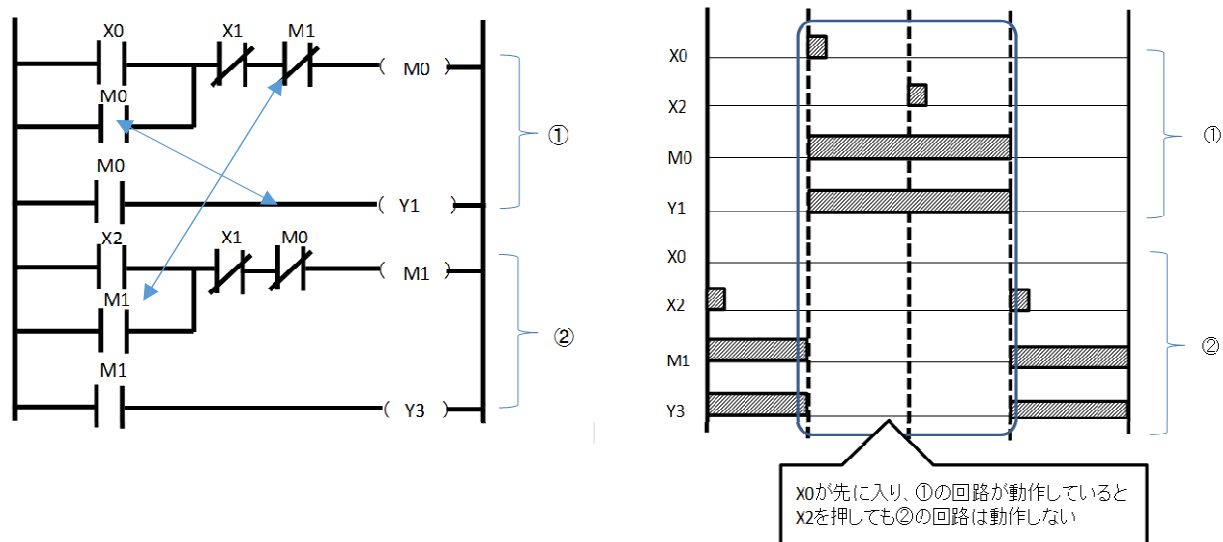 X0 X1 M1
( M0 )
M0
①
M0
( Y1 )
X2 X1 M0
( M1 )
M1
②
M1
( Y3 )
X0
X2
M0
①
Y1
X0
X2
②
M1
Y3
X0が先に入り、①の回路が動作していると
X2を押しても②の回路は動作しない